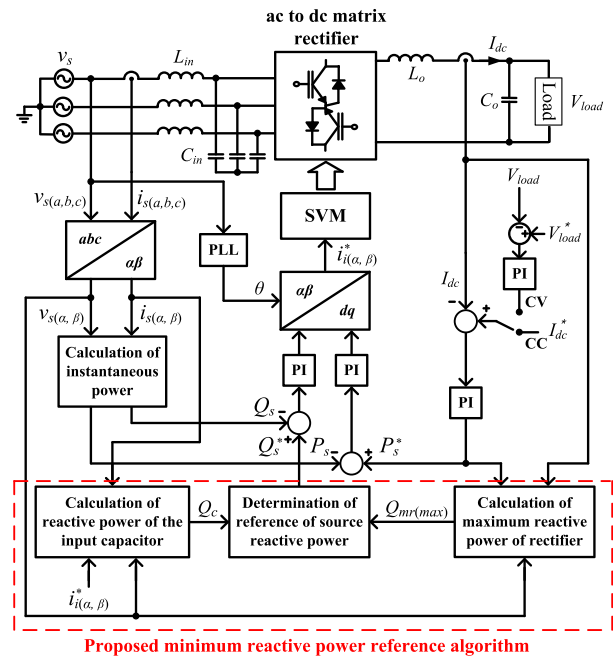 ac to dc matrix
rectifier
v_s
L_in
L_o
I_dc
C_o
Load
V_load
C_in
v_s(a,b,c)
i_s(a,b,c)
SVM
V_load
V*_load
abc
αβ
PLL
i*_i(α, β)
PI
I_dc
CV
θ
αβ
dq
I*_dc
CC
v_s(α, β)
i_s(α, β)
Calculation of
instantaneous
power
PI
PI
PI
Q_s
Q_s*
P_s
P_s*
Calculation of
reactive power of the
input capacitor
Q_c
Determination of
reference of source
reactive power
Q_mr(max)
Calculation of
maximum reactive
power of rectifier
i*_i(α, β)
Proposed minimum reactive power reference algorithm